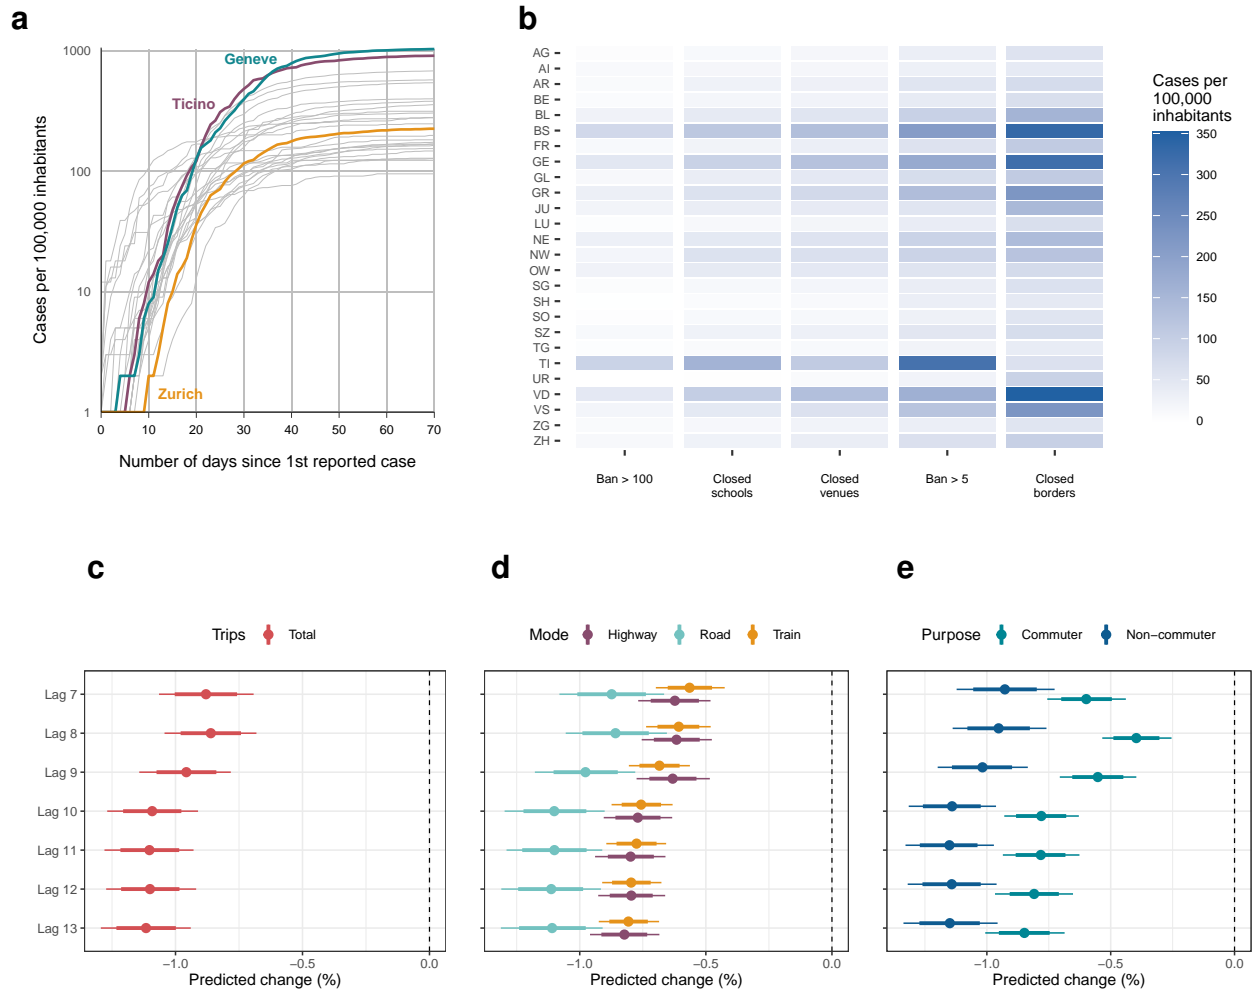 a
b
1000
100
10
1
Cases per 100,000 inhabitants
Geneve
Ticino
Zurich
0 10 20 30 40 50 60 70
Number of days since 1st reported case
AG
AI
AR
BE
BL
BS
FR
GE
GL
GR
JU
LU
NE
NW
OW
SG
SH
SO
SZ
TG
TI
UR
VD
VS
ZG
ZH
Ban > 100
Closed
schools
Closed
venues
Ban > 5
Closed
borders
Cases per
100,000
inhabitants
350
300
250
200
150
100
50
0
c
d
e
Trips Total
Mode Highway Road Train
Purpose Commuter Non−commuter
Lag 7
Lag 8
Lag 9
Lag 10
Lag 11
Lag 12
Lag 13
−1.0 −0.5 0.0
Predicted change (%)
−1.0 −0.5 0.0
Predicted change (%)
−1.0 −0.5 0.0
Predicted change (%)